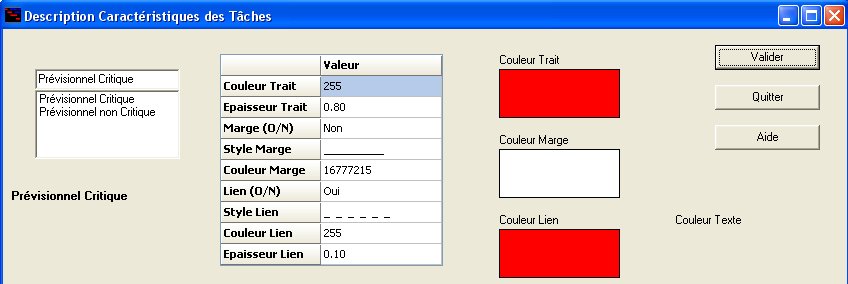 Description Caractéristiques des Tâches
Prévisionnel Critique
Prévisionnel Critique
Prévisionnel non Critique
Prévisionnel Critique
Valeur
Couleur Trait 255
Epaisseur Trait 0.80
Marge (O/N) Non
Style Marge __________
Couleur Marge 16777215
Lien (O/N) Oui
Style Lien _ _ _ _ _ _
Couleur Lien 255
Epaisseur Lien 0.10
Couleur Trait
Couleur Marge
Couleur Lien
Couleur Texte
Valider
Quitter
Aide